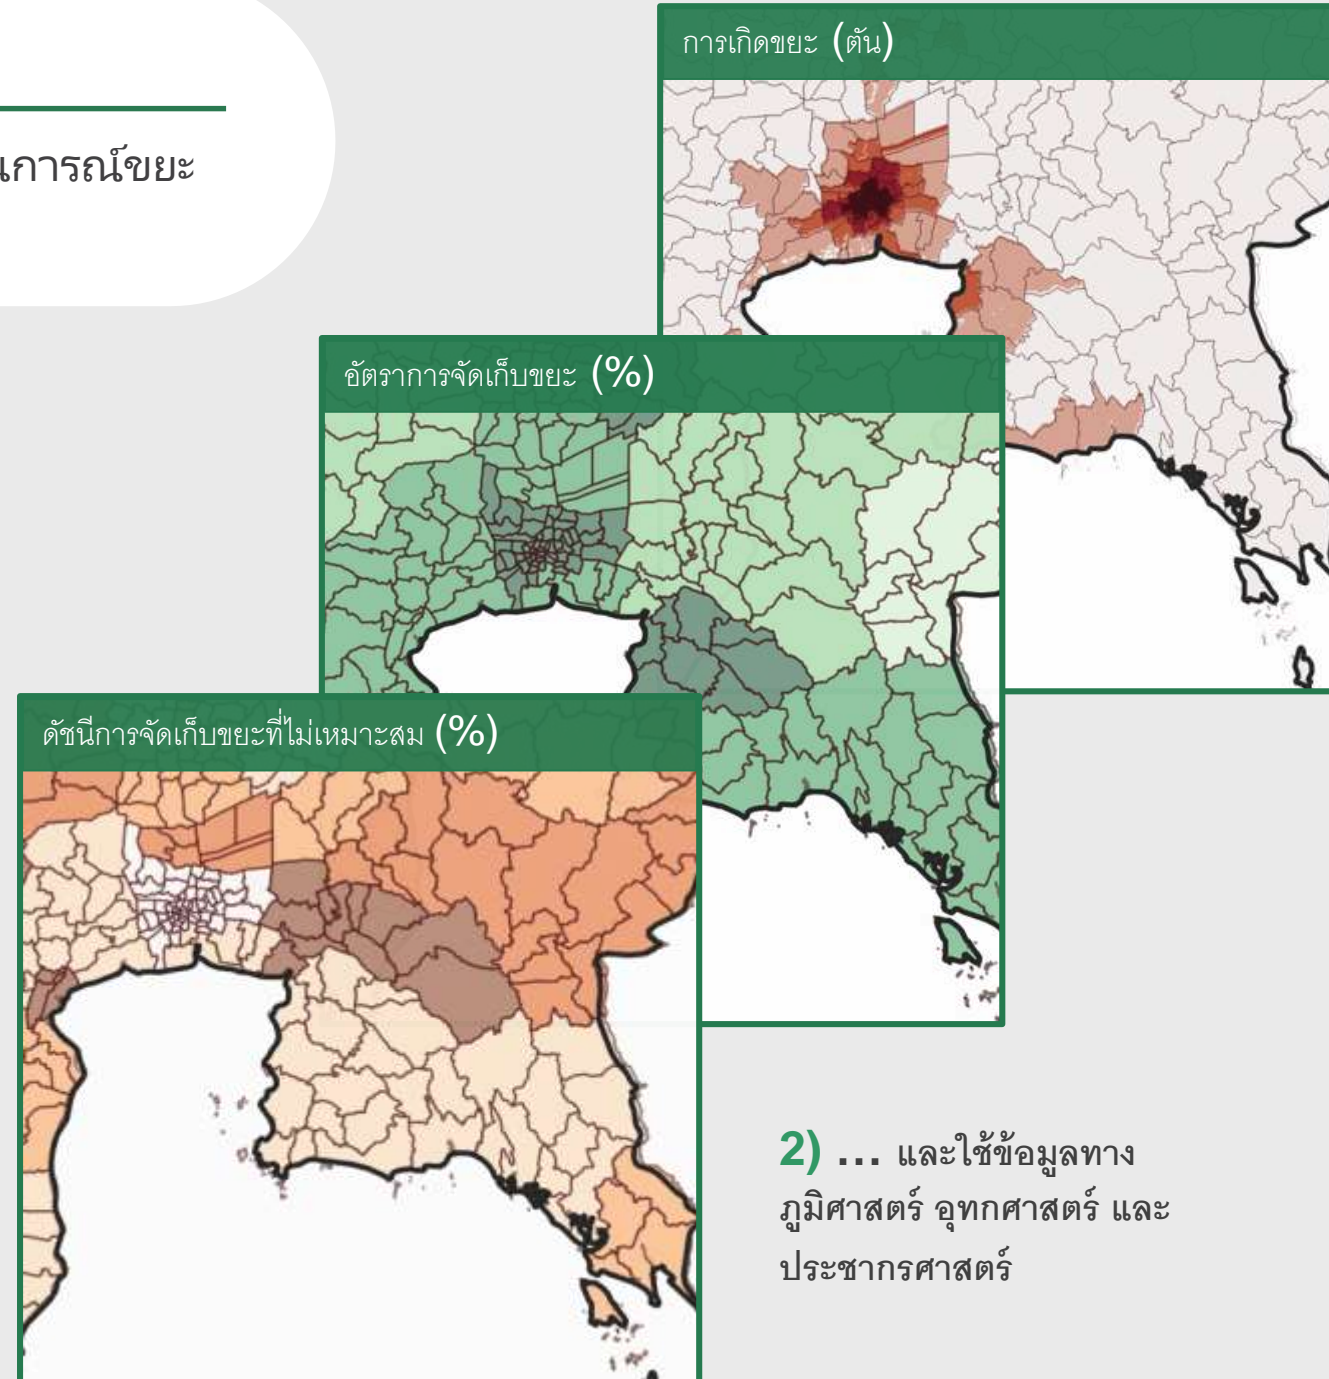 การเกิดขยะ (ตัน)
นการณ์ขยะ
อัตราการจัดเก็บขยะ (%)
ดัชนีการจัดเก็บขยะที่ไม่เหมาะสม (%)
2) ... และใช้ข้อมูลทาง
ภูมิศาสตร์ อุทกศาสตร์ และ
ประชากรศาสตร์